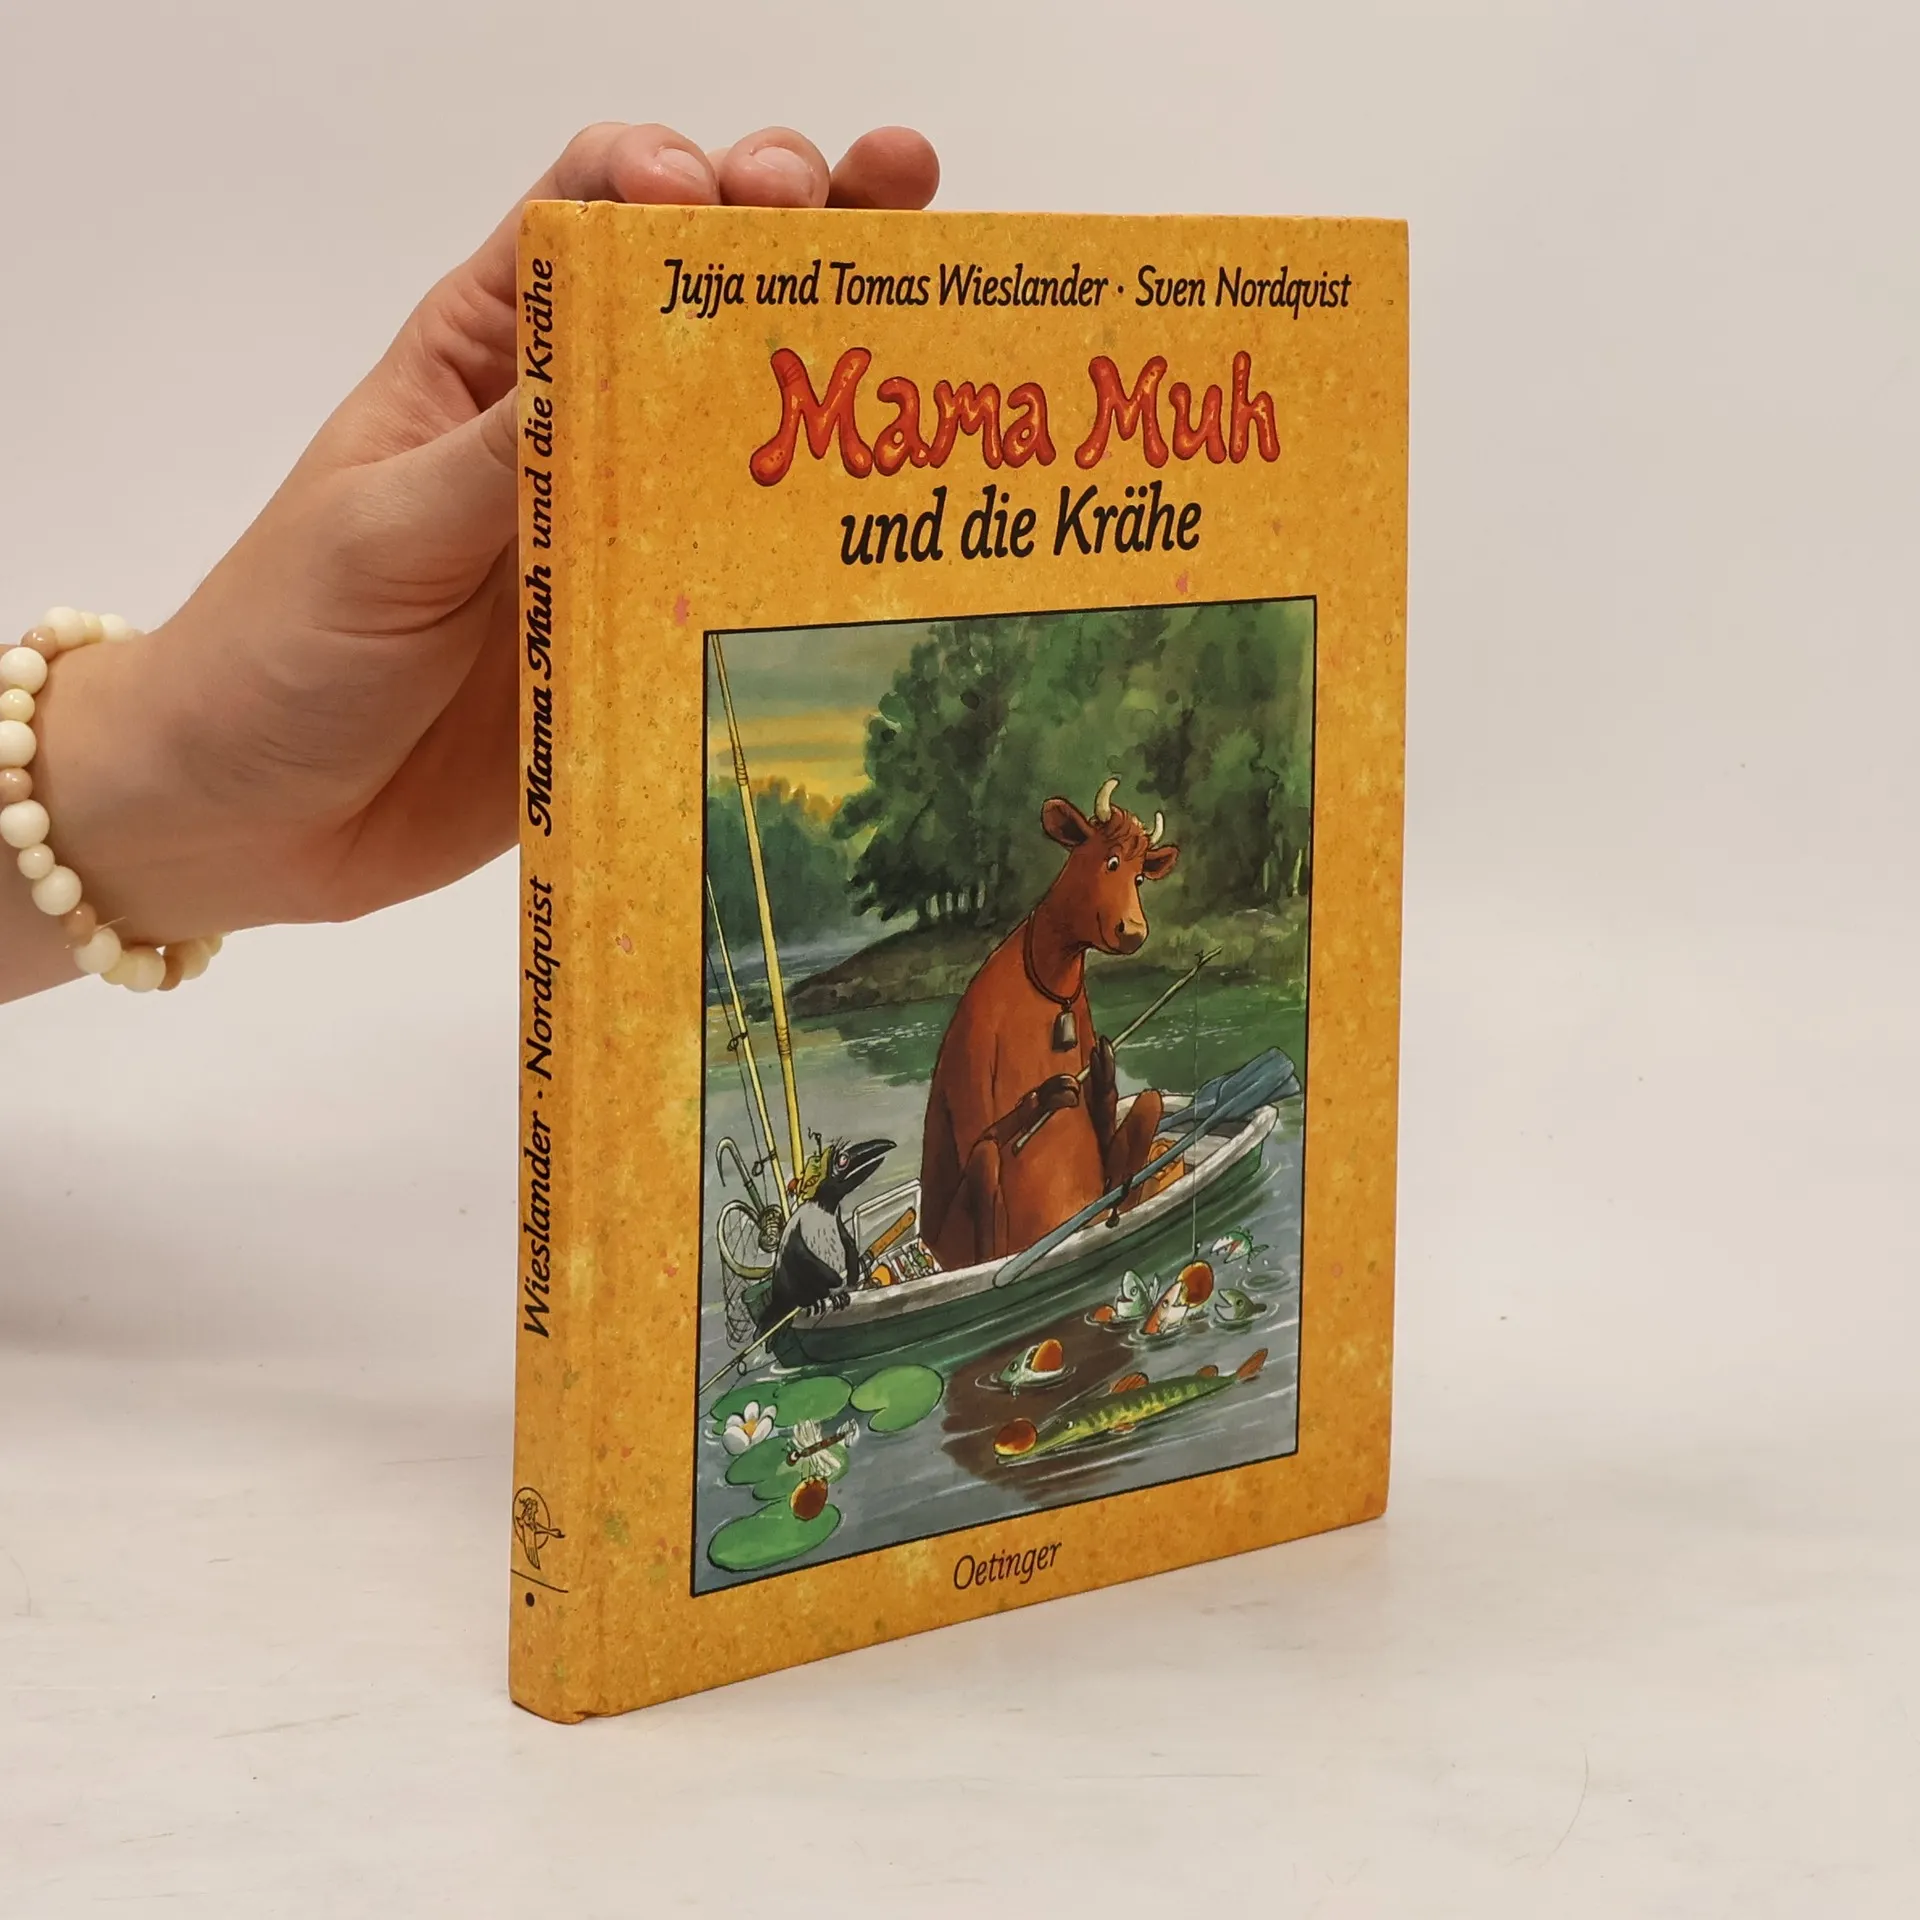 Jujja und Tomas Wieslander · Sven Nordqvist
Mama Muh
und die Krähe
Oetinger
Wieslander · Nordqvist Mama Muh und die Krähe